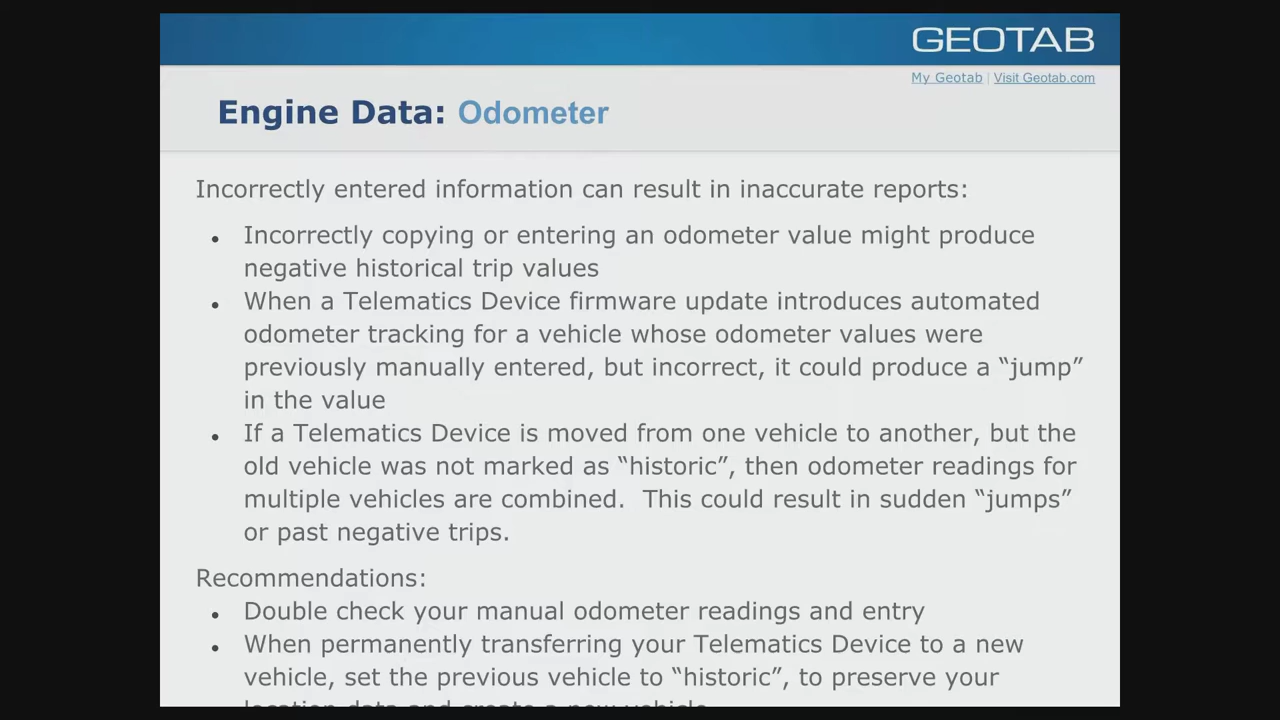 GEOTAB
My Geotab | Visit Geotab.com
Engine Data: Odometer
Incorrectly entered information can result in inaccurate reports:
• Incorrectly copying or entering an odometer value might produce
negative historical trip values
• When a Telematics Device firmware update introduces automated
odometer tracking for a vehicle whose odometer values were
previously manually entered, but incorrect, it could produce a “jump”
in the value
• If a Telematics Device is moved from one vehicle to another, but the
old vehicle was not marked as “historic”, then odometer readings for
multiple vehicles are combined.  This could result in sudden “jumps”
or past negative trips.
Recommendations:
• Double check your manual odometer readings and entry
• When permanently transferring your Telematics Device to a new
vehicle, set the previous vehicle to “historic”, to preserve your
location data and create a new vehicle